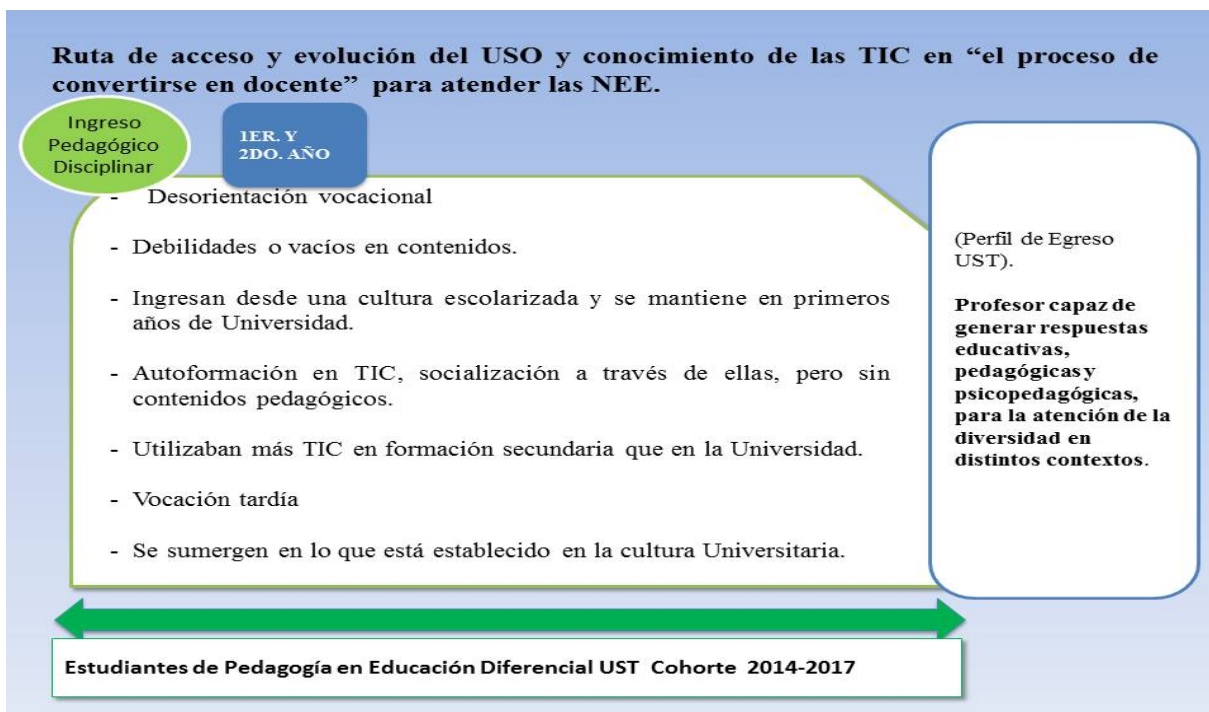 Ruta de acceso y evolución del USO y conocimiento de las TIC en “el proceso de
convertirse en docente” para atender las NEE.
Ingreso
Pedagógico
Disciplinar
1ER. Y
2DO. AÑO
- Desorientación vocacional
- Debilidades o vacíos en contenidos.
- Ingresan desde una cultura escolarizada y se mantiene en primeros
años de Universidad.
- Autoformación en TIC, socialización a través de ellas, pero sin
contenidos pedagógicos.
- Utilizaban más TIC en formación secundaria que en la Universidad.
- Vocación tardía
- Se sumergen en lo que está establecido en la cultura Universitaria.
(Perfil de Egreso
UST).
Profesor capaz de
generar respuestas
educativas,
pedagógicas y
psicopedagógicas,
para la atención de la
diversidad en
distintos contextos.
Estudiantes de Pedagogía en Educación Diferencial UST Cohorte 2014-2017